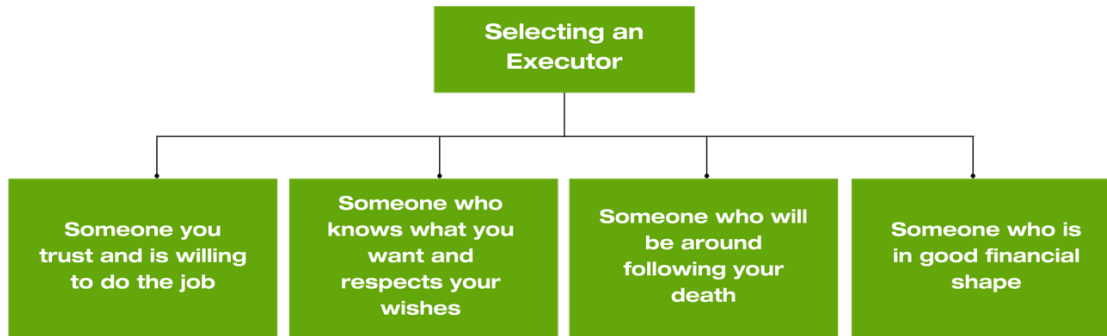 Selecting an
Executor
Someone you
trust and is willing
to do the job
Someone who
knows what you
want and
respects your
wishes
Someone who will
be around
following your
death
Someone who is
in good financial
shape